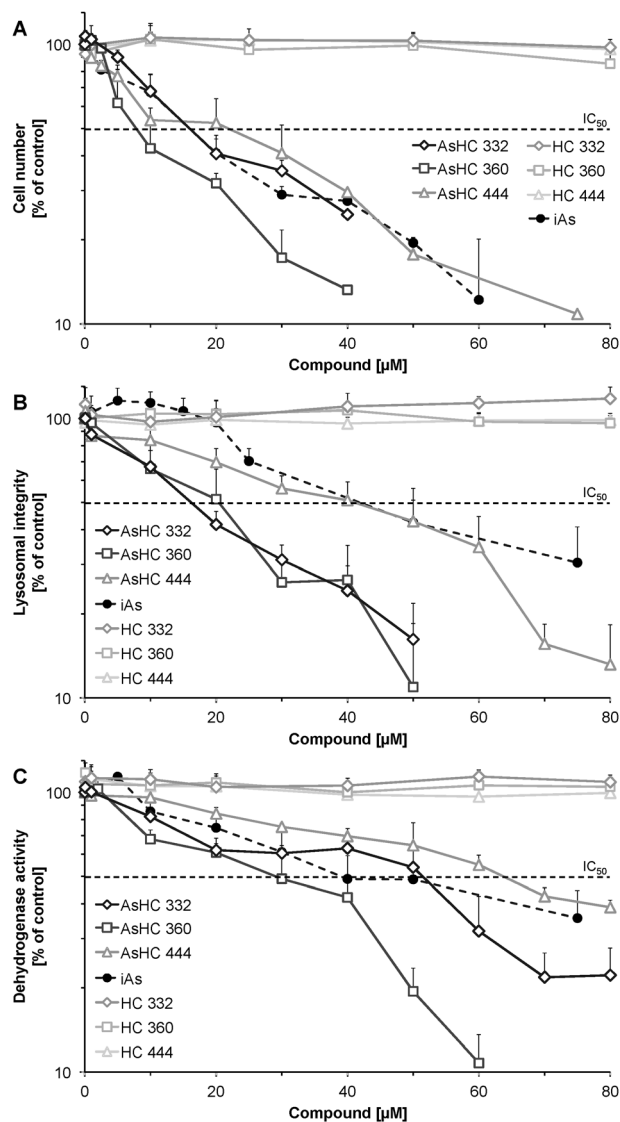 A
100
10
Cell number
[% of control]
IC50
AsHC 332
AsHC 360
AsHC 444
HC 332
HC 360
HC 444
iAs
0 20 40 60 80
Compound [µM]
B
100
10
Lysosomal integrity
[% of control]
IC50
AsHC 332
AsHC 360
AsHC 444
iAs
HC 332
HC 360
HC 444
0 20 40 60 80
Compound [µM]
C
100
10
Dehydrogenase activity
[% of control]
IC50
AsHC 332
AsHC 360
AsHC 444
iAs
HC 332
HC 360
HC 444
0 20 40 60 80
Compound [µM]